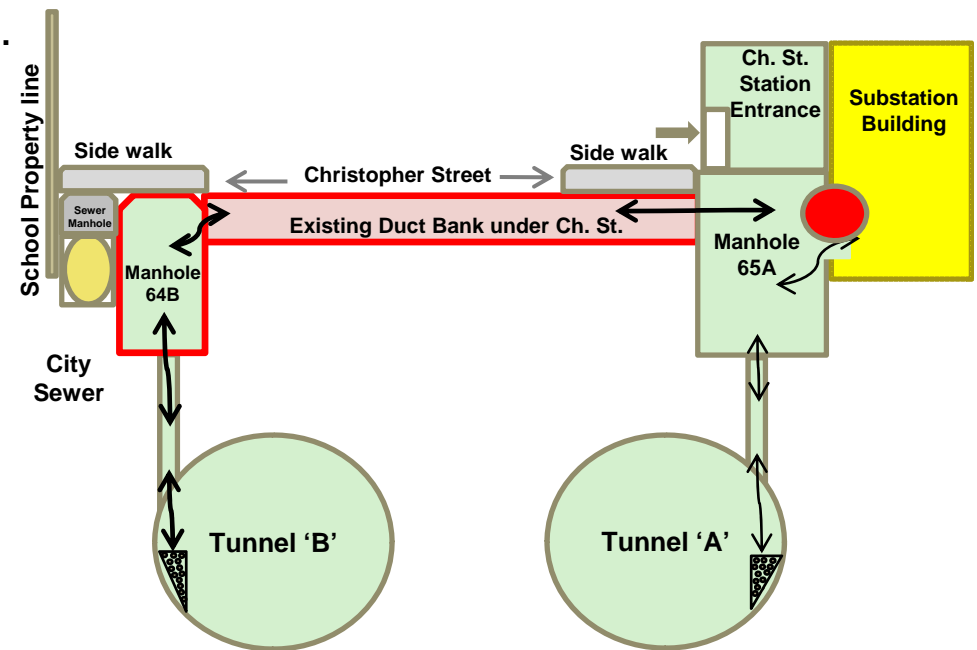 .
School Property line
Side walk
Christopher Street
Side walk
Ch. St.
Station
Entrance
Substation
Building
Sewer
Manhole
Existing Duct Bank under Ch. St.
Manhole
64B
Manhole
65A
City
Sewer
Tunnel ‘B’
Tunnel ‘A’